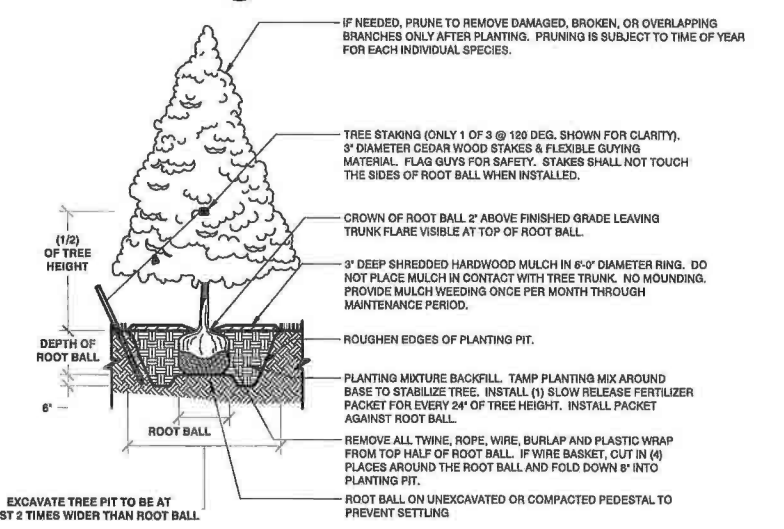 IF NEEDED, PRUNE TO REMOVE DAMAGED, BROKEN, OR OVERLAPPING
BRANCHES ONLY AFTER PLANTING. PRUNING IS SUBJECT TO TIME OF YEAR
FOR EACH INDIVIDUAL SPECIES.
TREE STAKING (ONLY 1 OF 3 @ 120 DEG. SHOWN FOR CLARITY).
3" DIAMETER CEDAR WOOD STAKES & FLEXIBLE GUYING
MATERIAL. FLAG GUYS FOR SAFETY. STAKES SHALL NOT TOUCH
THE SIDES OF ROOT BALL WHEN INSTALLED.
CROWN OF ROOT BALL 2" ABOVE FINISHED GRADE LEAVING
TRUNK FLARE VISIBLE AT TOP OF ROOT BALL.
(1/2)
OF TREE
HEIGHT
3" DEEP SHREDDED HARDWOOD MULCH IN 6'-0" DIAMETER RING. DO
NOT PLACE MULCH IN CONTACT WITH TREE TRUNK. NO MOUNDING.
PROVIDE MULCH WEEDING ONCE PER MONTH THROUGH
MAINTENANCE PERIOD.
DEPTH OF
ROOT BALL
ROUGHEN EDGES OF PLANTING PIT.
PLANTING MIXTURE BACKFILL. TAMP PLANTING MIX AROUND
BASE TO STABILIZE TREE. INSTALL (1) SLOW RELEASE FERTILIZER
PACKET FOR EVERY 24" OF TREE HEIGHT. INSTALL PACKET
AGAINST ROOT BALL.
6"
ROOT BALL
REMOVE ALL TWINE, ROPE, WIRE, BURLAP AND PLASTIC WRAP
FROM TOP HALF OF ROOT BALL. IF WIRE BASKET, CUT IN (4)
PLACES AROUND THE ROOT BALL AND FOLD DOWN 8" INTO
PLANTING PIT.
ROOT BALL ON UNEXCAVATED OR COMPACTED PEDESTAL TO
PREVENT SETTLING
EXCAVATE TREE PIT TO BE AT
ST 2 TIMES WIDER THAN ROOT BALL